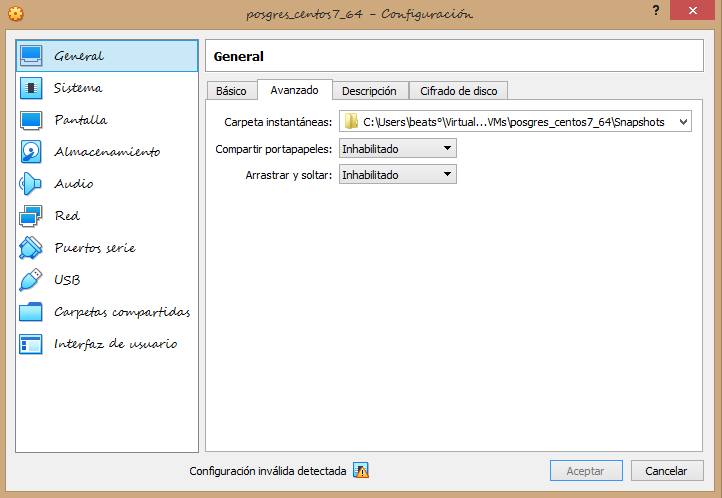 posgres_centos7_64 - Configuración
?
General
Sistema
Pantalla
Almacenamiento
Audio
Red
Puertos serie
USB
Carpetas compartidas
Interfaz de usuario
General
Básico
Avanzado
Descripción
Cifrado de disco
Carpeta instantáneas: C:\Users\beats°\Virtual...VMs\posgres_centos7_64\Snapshots
Compartir portapapeles: Inhabilitado
Arrastrar y soltar: Inhabilitado
Configuración inválida detectada
Aceptar
Cancelar